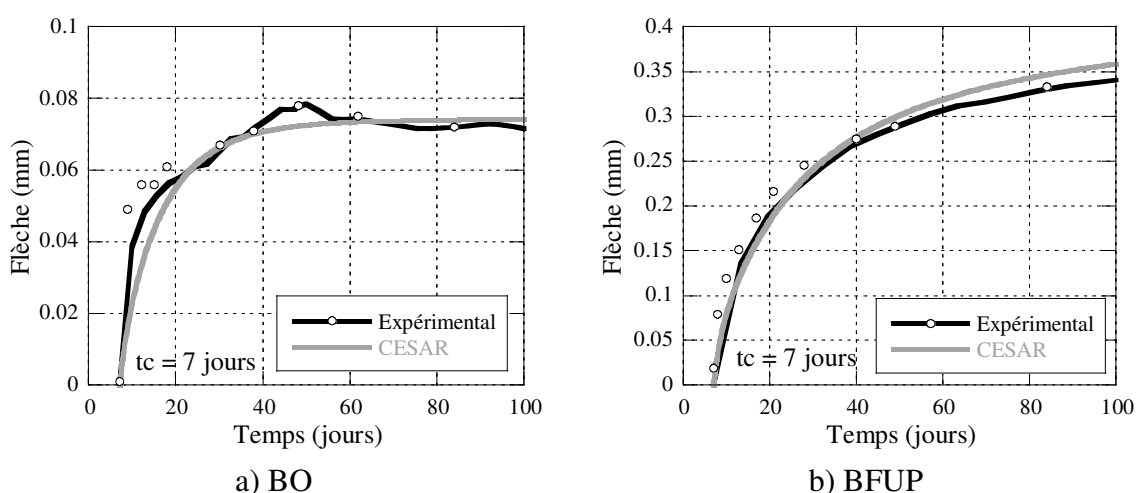 0.1
0.08
0.06
0.04
0.02
0
Flèche (mm)
Expérimental
CESAR
tc = 7 jours
0 20 40 60 80 100
Temps (jours)
a) BO
0.4
0.35
0.3
0.25
0.2
0.15
0.1
0.05
0
Flèche (mm)
Expérimental
CESAR
tc = 7 jours
0 20 40 60 80 100
Temps (jours)
b) BFUP